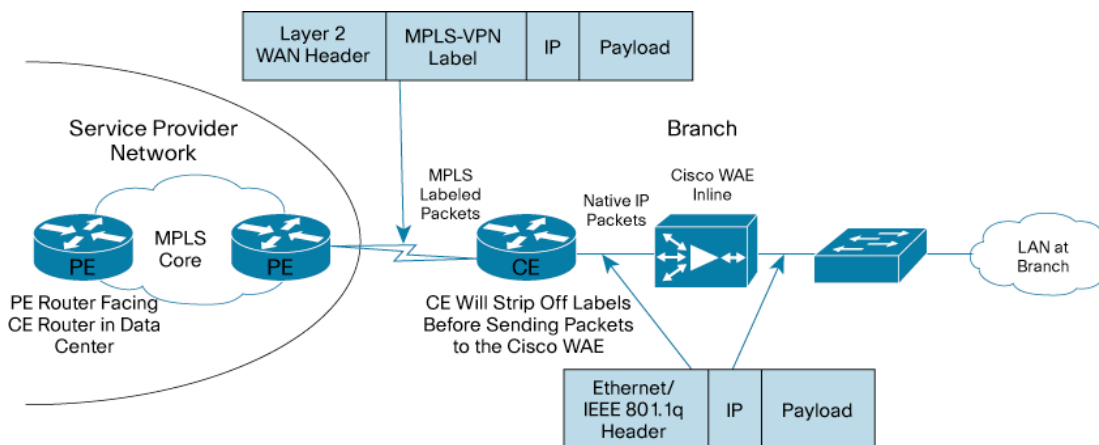 Layer 2
WAN Header
MPLS-VPN
Label
IP
Payload
Service Provider
Network
Branch
MPLS
Labeled
Packets
Cisco WAE
Inline
Native IP
Packets
MPLS
Core
PE
PE
CE
LAN at
Branch
PE Router Facing
CE Router in Data
Center
CE Will Strip Off Labels
Before Sending Packets
to the Cisco WAE
Ethernet/
IEEE 801.1q
Header
IP
Payload